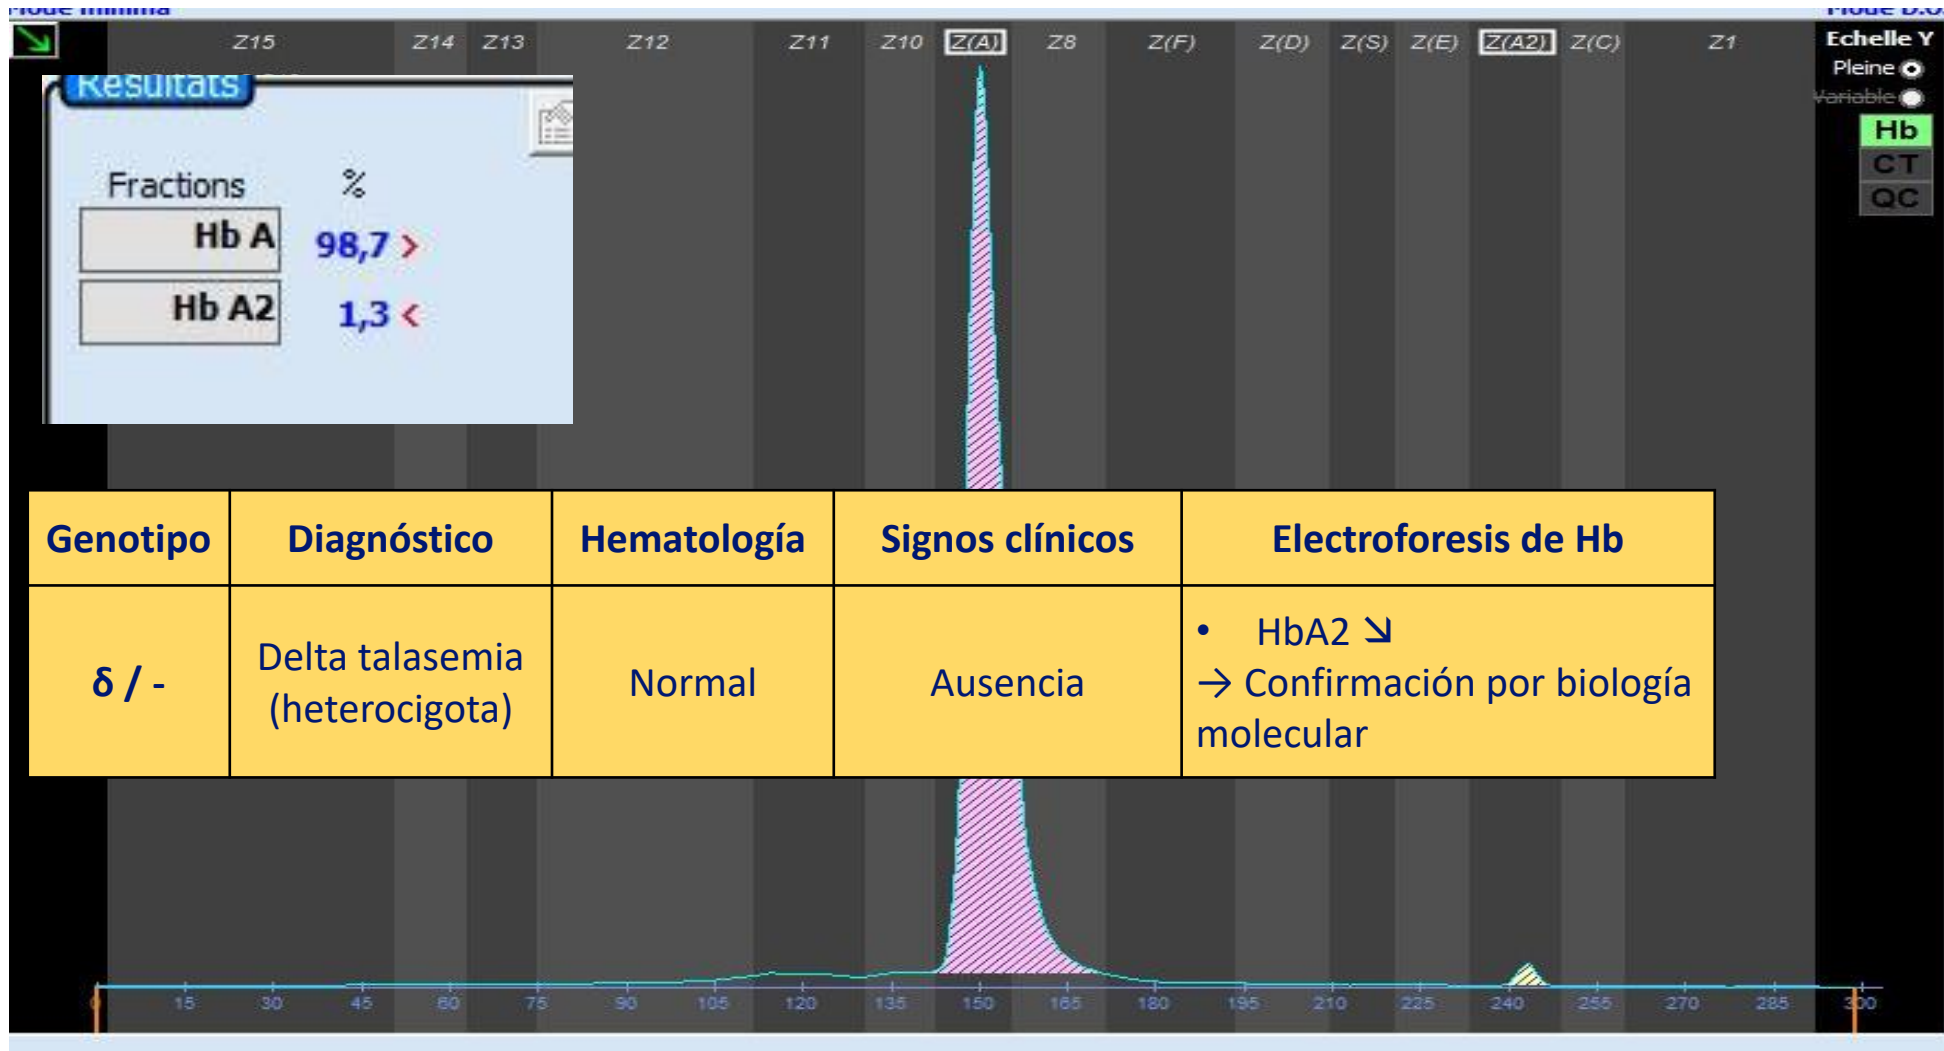 Mode minima
Mode D.O.
Z15 Z14 Z13 Z12 Z11 Z10 Z(A) Z8 Z(F) Z(D) Z(S) Z(E) Z(A2) Z(C) Z1
Echelle Y
Pleine
Variable
Hb
CT
QC
Résultats
Fractions %
Hb A 98,7 >
Hb A2 1,3 <
Genotipo Diagnóstico Hematología Signos clínicos Electroforesis de Hb
δ / -
Delta talasemia
(heterocigota)
Normal
Ausencia
• HbA2 ↘
→ Confirmación por biología
molecular
0 15 30 45 60 75 90 105 120 135 150 165 180 195 210 225 240 255 270 285 300